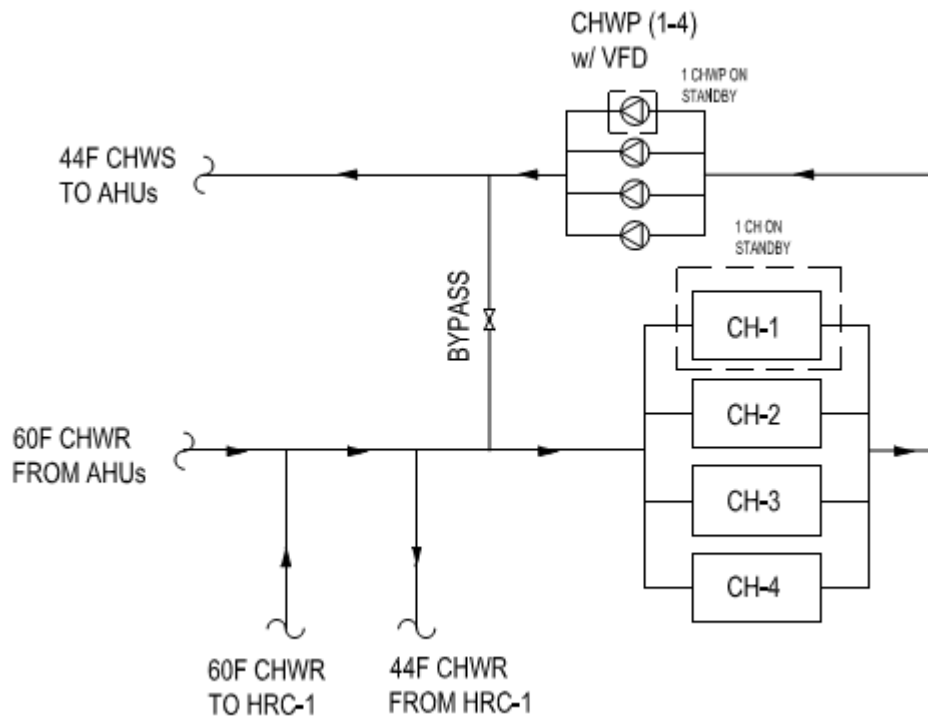 CHWP (1-4)
w/ VFD
1 CHWP ON
STANDBY
44F CHWS
TO AHUs
1 CH ON
STANDBY
BYPASS
CH-1
CH-2
60F CHWR
FROM AHUs
CH-3
CH-4
60F CHWR
TO HRC-1
44F CHWR
FROM HRC-1